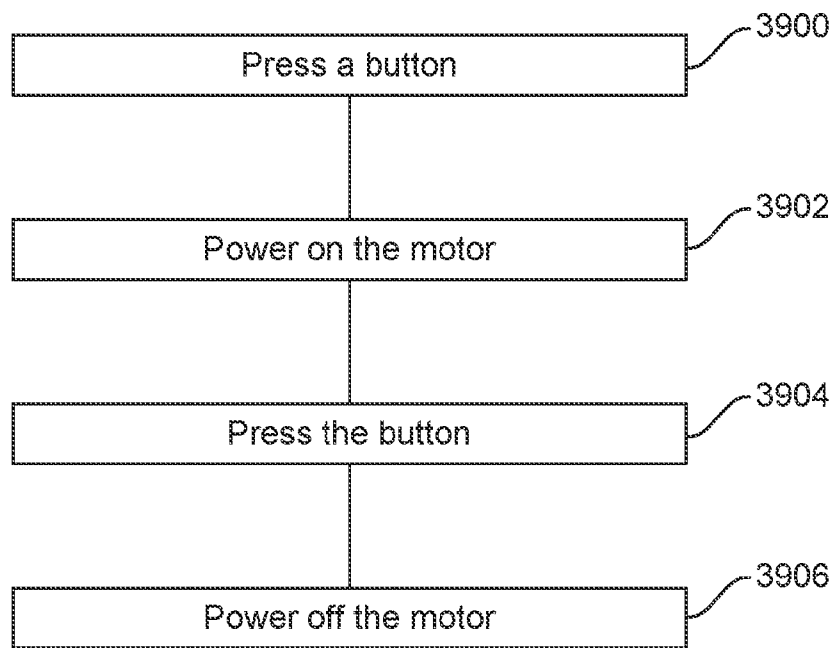 Press a button
3900
Power on the motor
3902
Press the button
3904
Power off the motor
3906